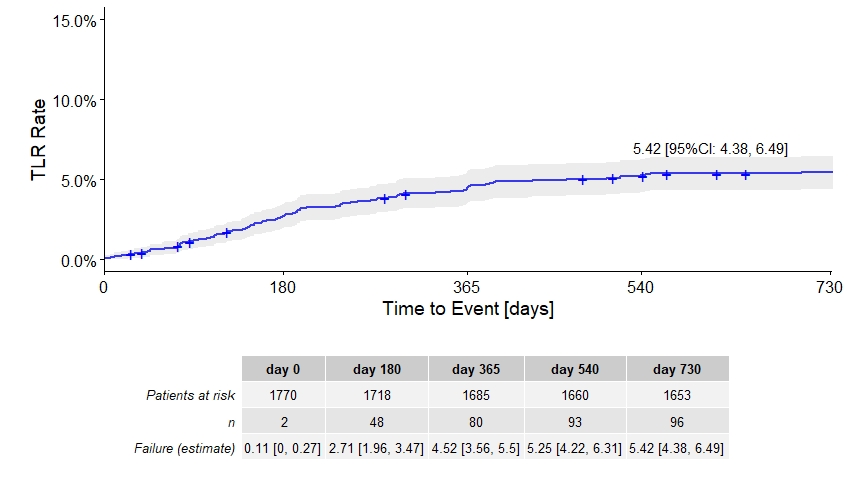 15.0%
10.0%
5.0%
0.0%
TLR Rate
5.42 [95%CI: 4.38, 6.49]
0 180 365 540 730
Time to Event [days]
day 0 day 180 day 365 day 540 day 730
Patients at risk 1770 1718 1685 1660 1653
n 2 48 80 93 96
Failure (estimate) 0.11 [0, 0.27] 2.71 [1.96, 3.47] 4.52 [3.56, 5.5] 5.25 [4.22, 6.31] 5.42 [4.38, 6.49]